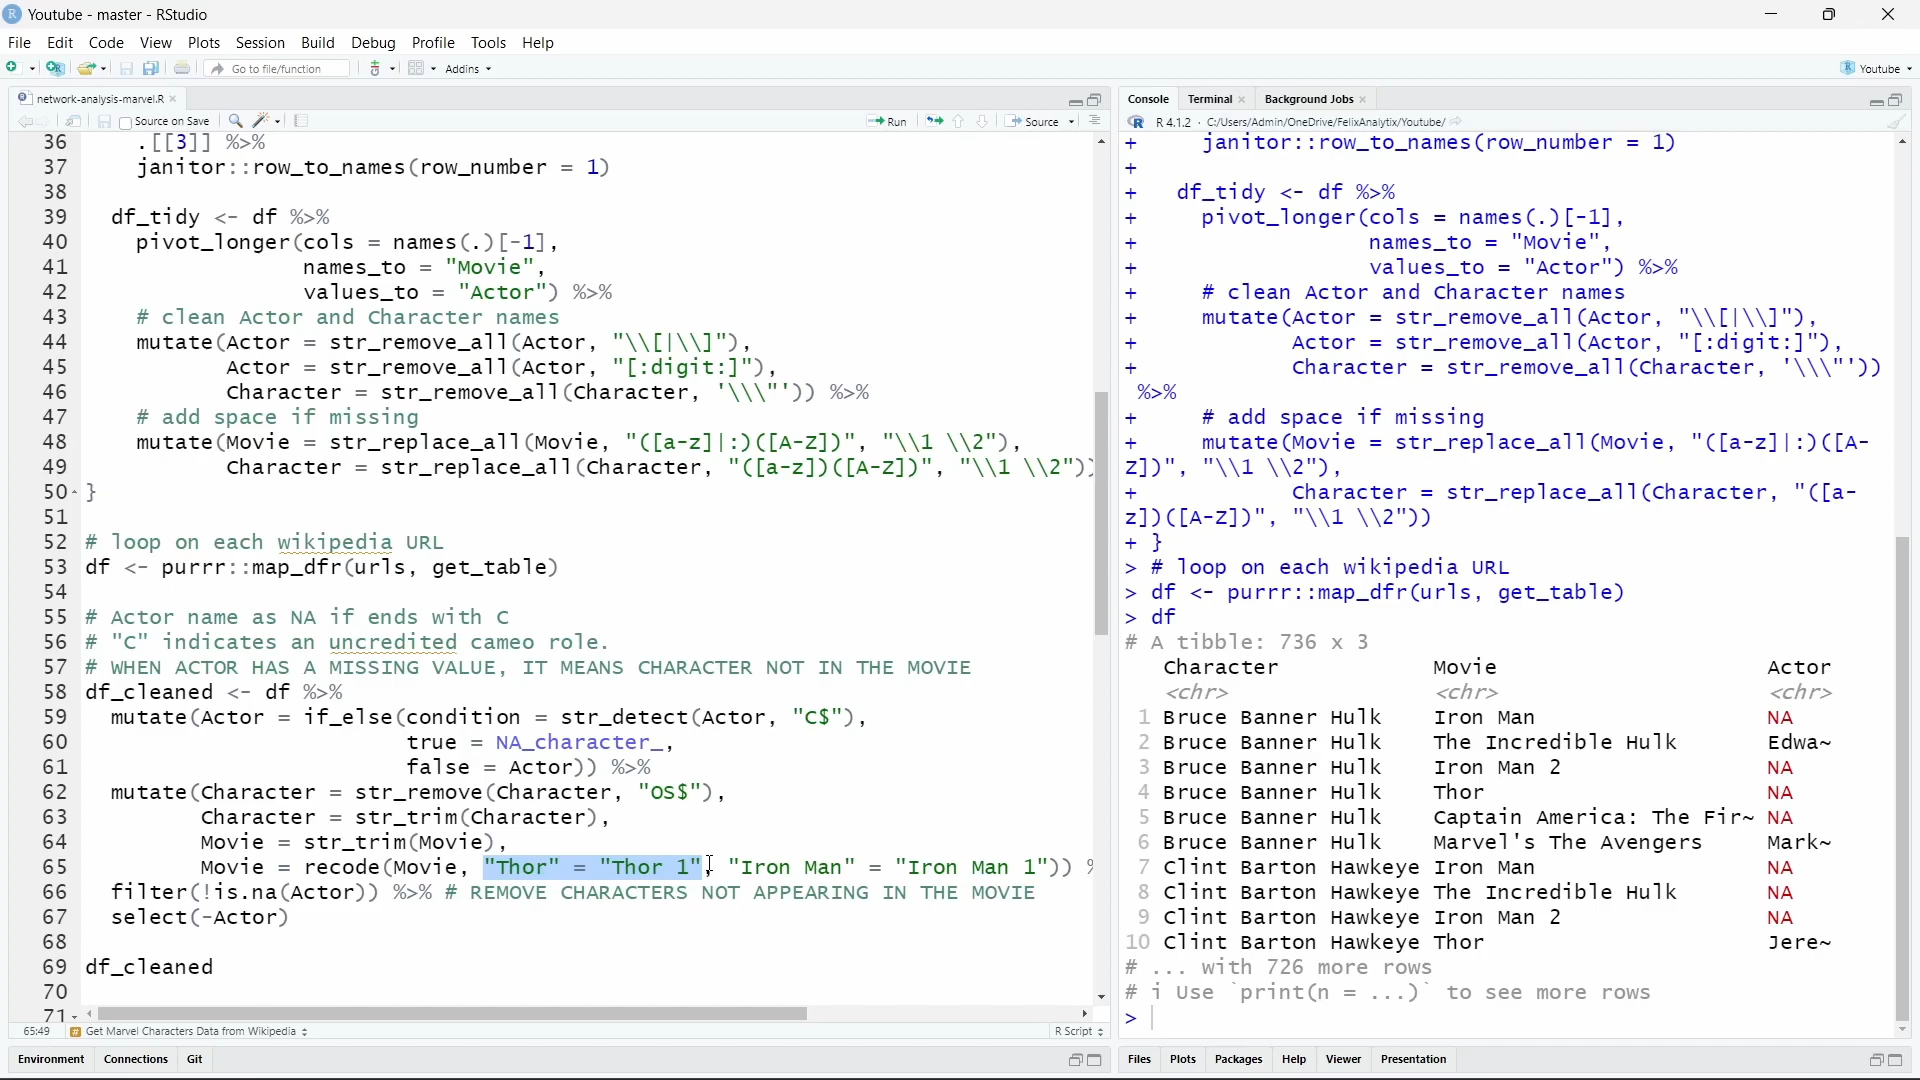 Youtube - master - RStudio
File Edit Code View Plots Session Build Debug Profile Tools Help
Go to file/function Addins Youtube
network-analysis-marvel.R
Source on Save Run Source
36 .[[3]] %>%
37 janitor::row_to_names(row_number = 1)
38
39 df_tidy <- df %>%
40 pivot_longer(cols = names(.)[-1],
41 names_to = "Movie",
42 values_to = "Actor") %>%
43 # clean Actor and Character names
44 mutate(Actor = str_remove_all(Actor, "\\[|\\]"),
45 Actor = str_remove_all(Actor, "[:digit:]"),
46 Character = str_remove_all(Character, '\\\"')) %>%
47 # add space if missing
48 mutate(Movie = str_replace_all(Movie, "([a-z]|:)([A-Z])", "\\1 \\2"),
49 Character = str_replace_all(Character, "([a-z])([A-Z])", "\\1 \\2"))
50 }
51
52 # loop on each wikipedia URL
53 df <- purrr::map_dfr(urls, get_table)
54
55 # Actor name as NA if ends with C
56 # "C" indicates an uncredited cameo role.
57 # WHEN ACTOR HAS A MISSING VALUE, IT MEANS CHARACTER NOT IN THE MOVIE
58 df_cleaned <- df %>%
59 mutate(Actor = if_else(condition = str_detect(Actor, "C$"),
60 true = NA_character_,
61 false = Actor)) %>%
62 mutate(Character = str_remove(Character, "OS$"),
63 Character = str_trim(Character),
64 Movie = str_trim(Movie),
65 Movie = recode(Movie, "Thor" = "Thor 1", "Iron Man" = "Iron Man 1")) %
66 filter(!is.na(Actor)) %>% # REMOVE CHARACTERS NOT APPEARING IN THE MOVIE
67 select(-Actor)
68
69 df_cleaned
70
71
65:49 Get Marvel Characters Data from Wikipedia R Script
Environment Connections Git
Console Terminal Background Jobs
R 4.1.2 · C:/Users/Admin/OneDrive/FelixAnalytix/Youtube/
+ janitor::row_to_names(row_number = 1)
+
+ df_tidy <- df %>%
+ pivot_longer(cols = names(.)[-1],
+ names_to = "Movie",
+ values_to = "Actor") %>%
+ # clean Actor and Character names
+ mutate(Actor = str_remove_all(Actor, "\\[|\\]"),
+ Actor = str_remove_all(Actor, "[:digit:]"),
+ Character = str_remove_all(Character, '\\\"'))
%>%
+ # add space if missing
+ mutate(Movie = str_replace_all(Movie, "([a-z]|:)([A-
Z])", "\\1 \\2"),
+ Character = str_replace_all(Character, "([a-
z])([A-Z])", "\\1 \\2"))
+ }
> # loop on each wikipedia URL
> df <- purrr::map_dfr(urls, get_table)
> df
# A tibble: 736 x 3
Character Movie Actor
<chr> <chr> <chr>
1 Bruce Banner Hulk Iron Man NA
2 Bruce Banner Hulk The Incredible Hulk Edwa~
3 Bruce Banner Hulk Iron Man 2 NA
4 Bruce Banner Hulk Thor NA
5 Bruce Banner Hulk Captain America: The Fir~ NA
6 Bruce Banner Hulk Marvel's The Avengers Mark~
7 Clint Barton Hawkeye Iron Man NA
8 Clint Barton Hawkeye The Incredible Hulk NA
9 Clint Barton Hawkeye Iron Man 2 NA
10 Clint Barton Hawkeye Thor Jere~
# ... with 726 more rows
# i Use `print(n = ...)` to see more rows
>
Files Plots Packages Help Viewer Presentation